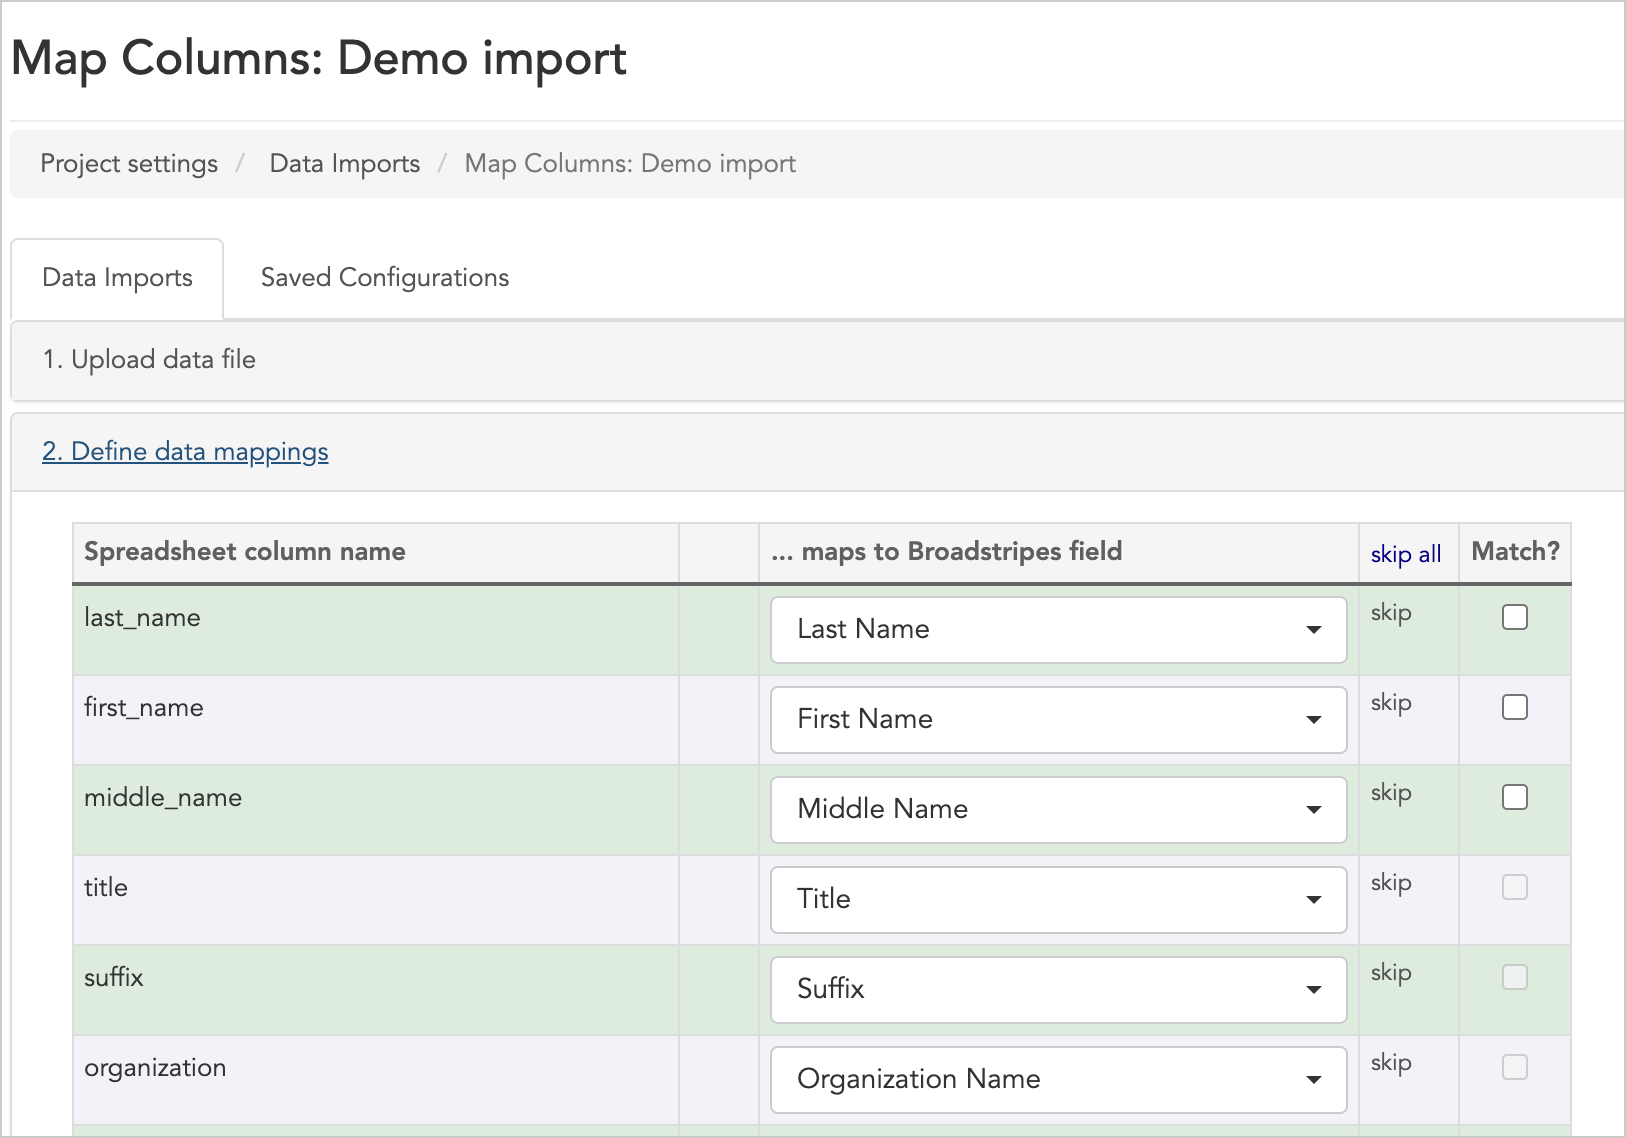 Map Columns: Demo import
Project settings / Data Imports / Map Columns: Demo import
Data Imports Saved Configurations
1. Upload data file
2. Define data mappings
Spreadsheet column name ... maps to Broadstripes field skip all Match?
last_name Last Name skip
first_name First Name skip
middle_name Middle Name skip
title Title skip
suffix Suffix skip
organization Organization Name skip